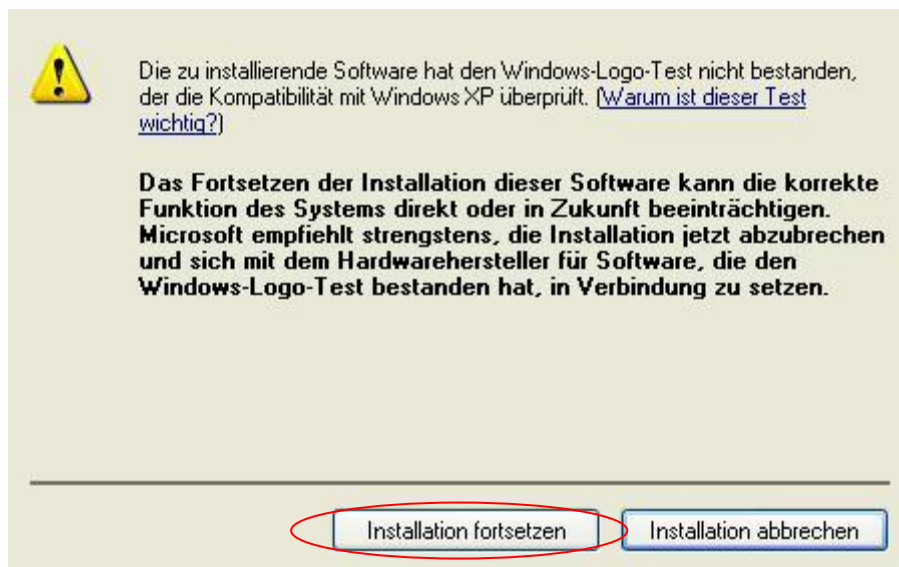 Die zu installierende Software hat den Windows-Logo-Test nicht bestanden,
der die Kompatibilität mit Windows XP überprüft. (Warum ist dieser Test
wichtig?)
Das Fortsetzen der Installation dieser Software kann die korrekte
Funktion des Systems direkt oder in Zukunft beeinträchtigen.
Microsoft empfiehlt strengstens, die Installation jetzt abzubrechen
und sich mit dem Hardwarehersteller für Software, die den
Windows-Logo-Test bestanden hat, in Verbindung zu setzen.
Installation fortsetzen
Installation abbrechen